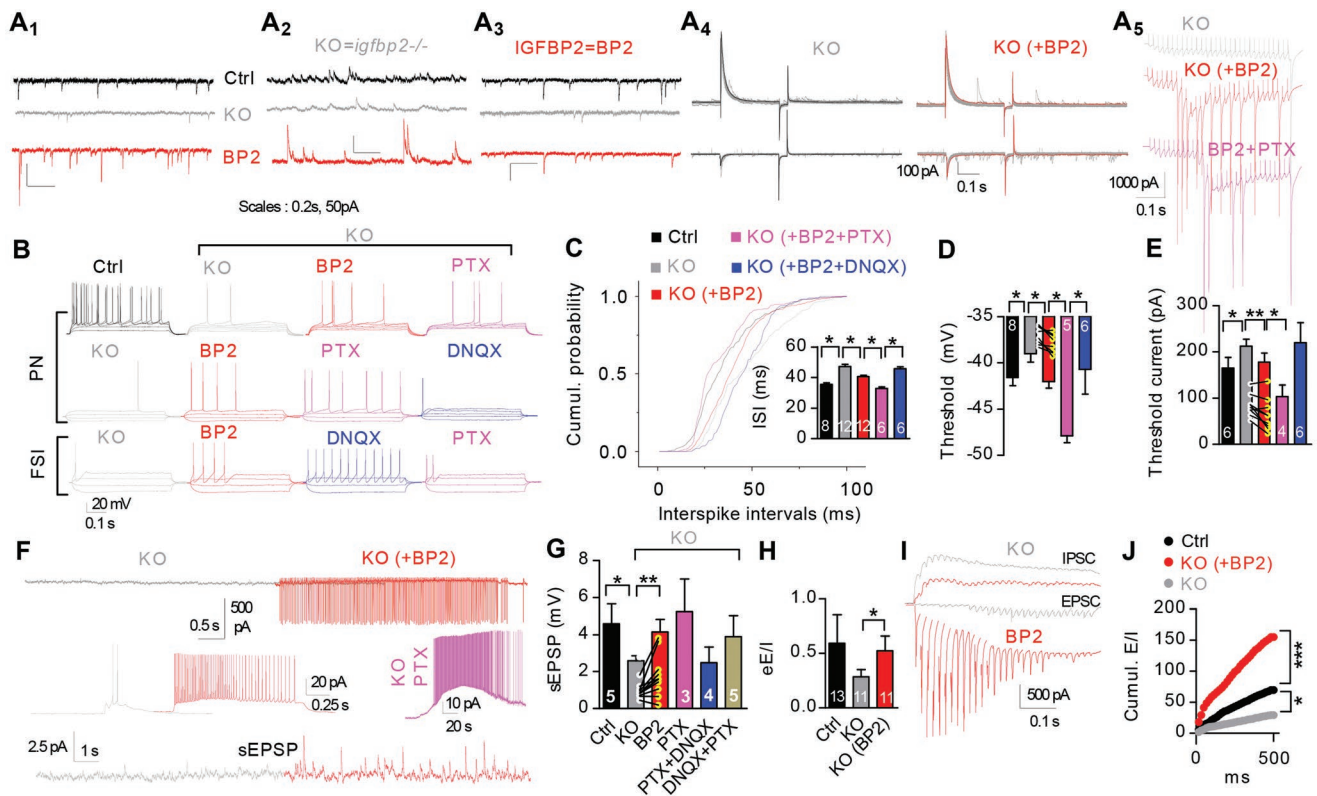 A1
A2
A3
A4
A5
KO=igfbp2-/-
IGFBP2=BP2
KO
KO (+BP2)
KO
KO (+BP2)
BP2+PTX
Ctrl
KO
BP2
100 pA
0.1 s
1000 pA
0.1 s
Scales : 0.2s, 50pA
B
KO
Ctrl
KO
BP2
PTX
PN
KO
BP2
PTX
DNQX
FSI
KO
BP2
DNQX
PTX
20 mV
0.1 s
C
Ctrl
KO (+BP2+PTX)
KO
KO (+BP2+DNQX)
KO (+BP2)
Cumul. probability
1.0
0.5
0.0
0
50
100
Interspike intervals (ms)
ISI (ms)
60
40
20
0
* * * *
8 12 12 6 6
D
Threshold (mV)
-35
-40
-45
-50
* * * *
8 5 6
E
Threshold current (pA)
300
200
100
0
* ** *
6 4 6
F
KO
KO (+BP2)
500 pA
0.5 s
20 pA
0.25 s
KO
PTX
10 pA
20 s
2.5 pA
1 s
sEPSP
G
KO
sEPSP (mV)
8
6
4
2
0
* **
5 3 4 5
Ctrl
KO
BP2
PTX
PTX+DNQX
DNQX+PTX
H
eE/I
1.0
0.5
0.0
*
13 11 11
Ctrl
KO
KO (BP2)
I
KO
IPSC
EPSC
BP2
500 pA
0.1 s
J
Ctrl
KO (+BP2)
KO
Cumul. E/I
200
150
100
50
0
***
*
0
500
ms